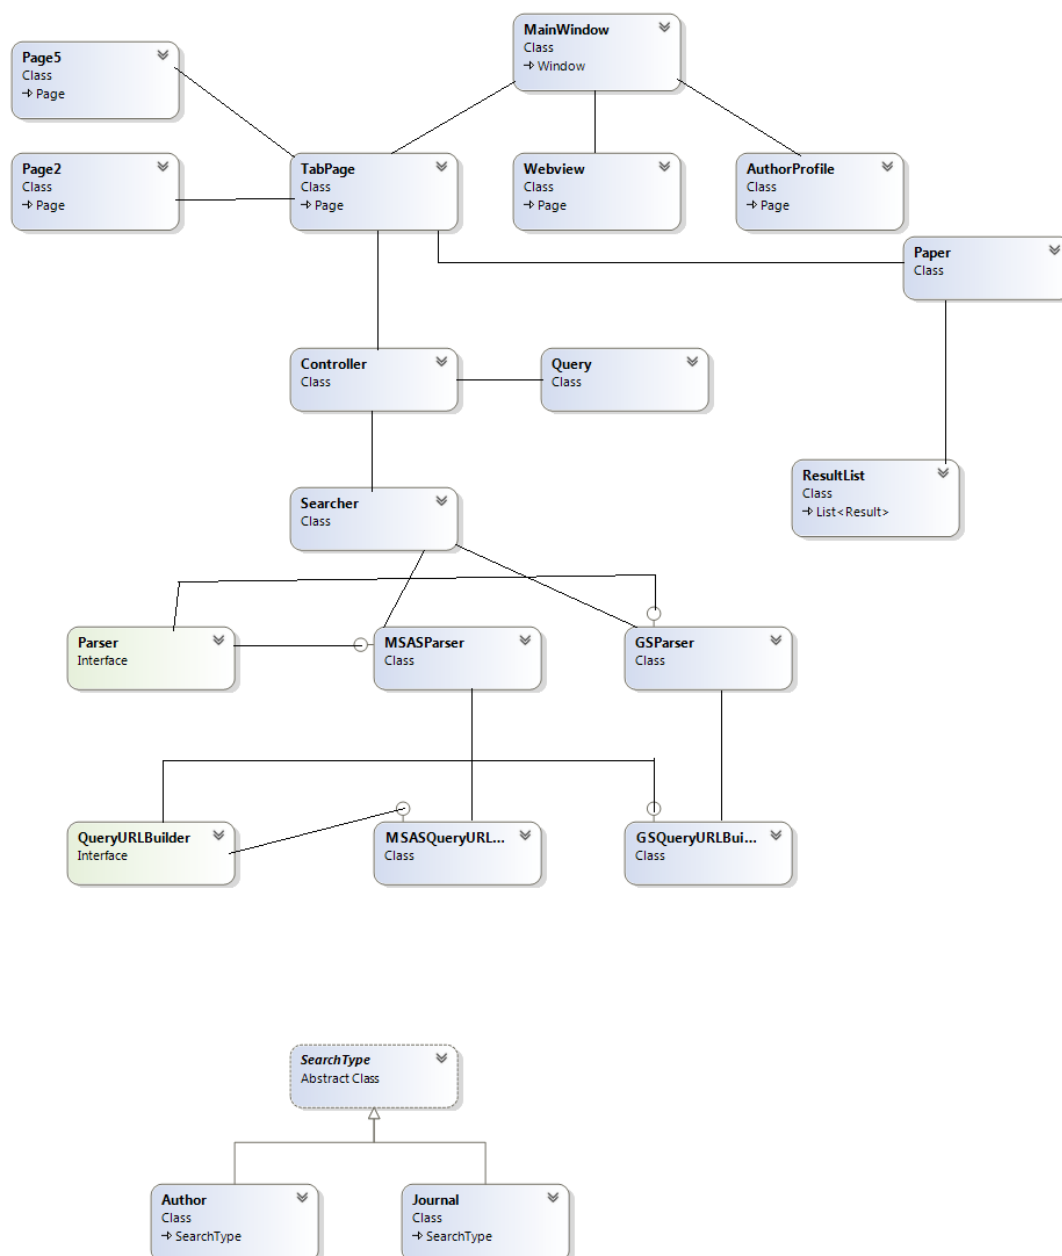 MainWindow
Class
Window
Page5
Class
Page
Page2
Class
Page
TabPage
Class
Page
Webview
Class
Page
AuthorProfile
Class
Page
Paper
Class
Controller
Class
Query
Class
ResultList
Class
List<Result>
Searcher
Class
Parser
Interface
MSASParser
Class
GSParser
Class
QueryURLBuilder
Interface
MSASQueryURL...
Class
GSQueryURLBui...
Class
SearchType
Abstract Class
Author
Class
SearchType
Journal
Class
SearchType